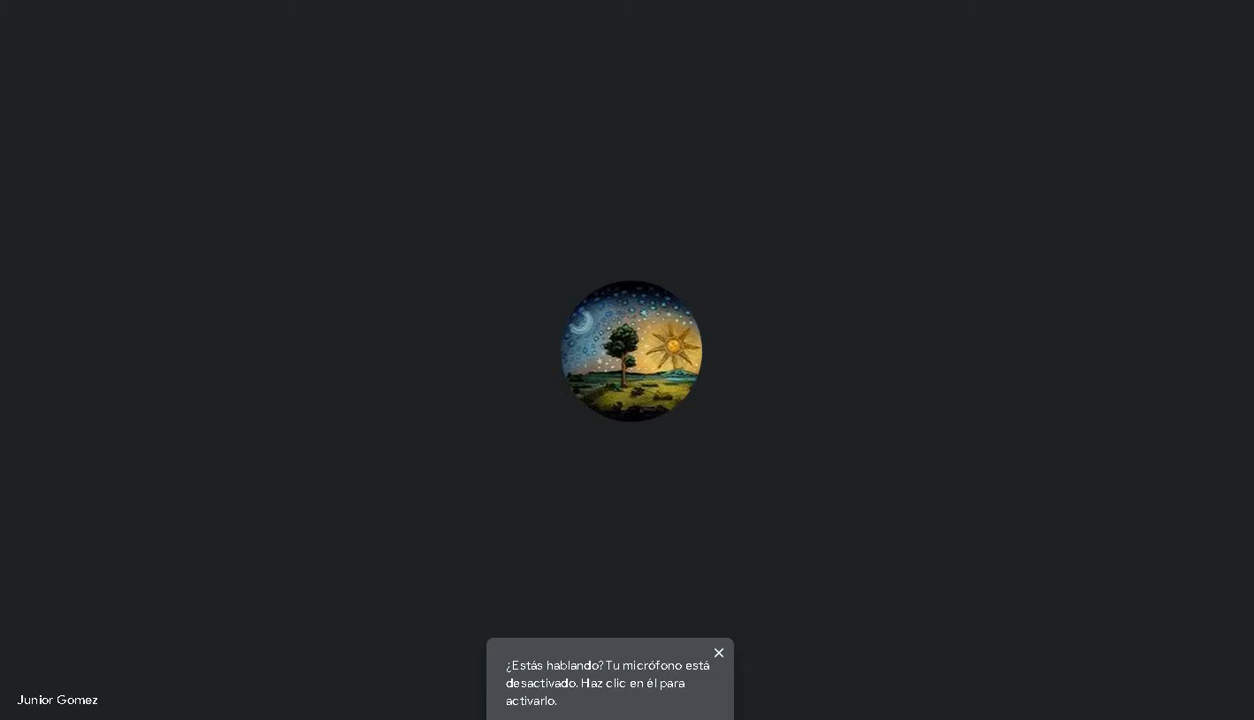 ¿Estás hablando? Tu micrófono está
desactivado. Haz clic en él para
activarlo.
Junior Gomez